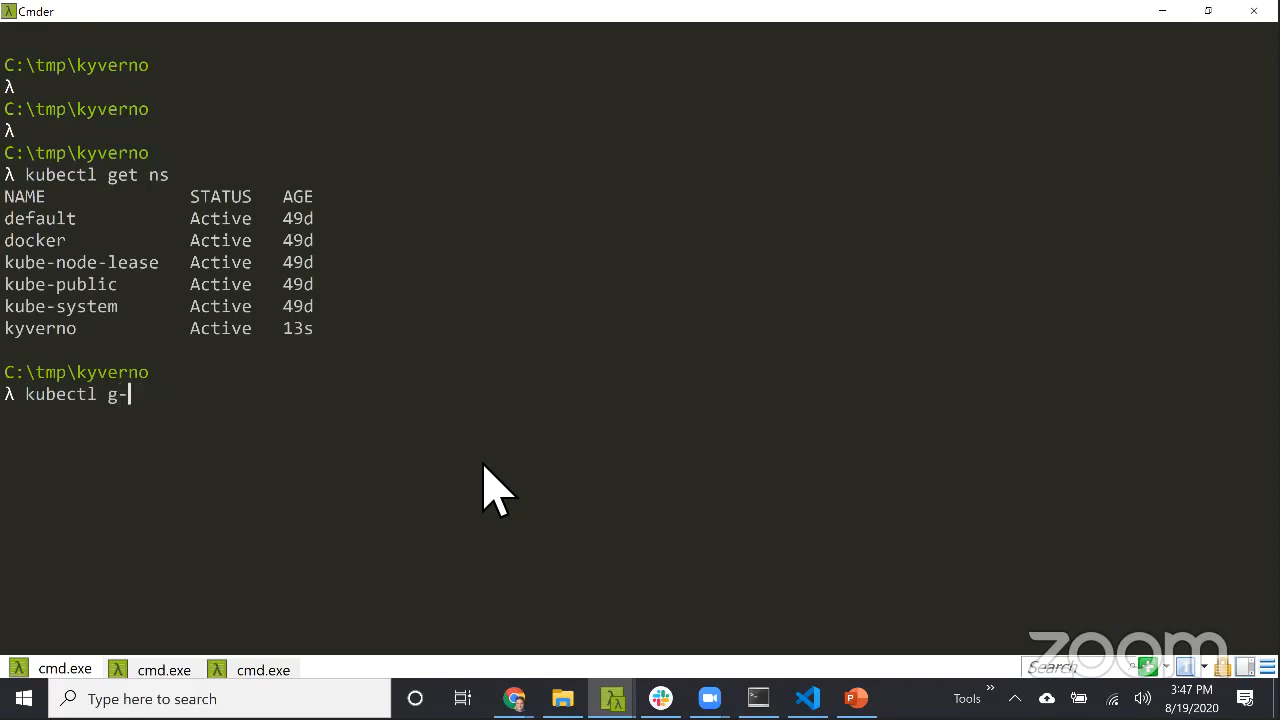 Cmder
C:\tmp\kyverno
λ
C:\tmp\kyverno
λ
C:\tmp\kyverno
λ kubectl get ns
NAME STATUS AGE
default Active 49d
docker Active 49d
kube-node-lease Active 49d
kube-public Active 49d
kube-system Active 49d
kyverno Active 13s
C:\tmp\kyverno
λ kubectl g-
zoom
cmd.exe cmd.exe cmd.exe Search
Type here to search Tools 3:47 PM
8/19/2020